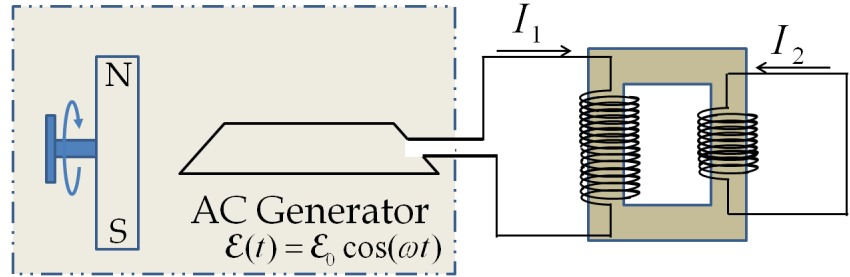 N
S
AC Generator
ℰ(t) = ℰ₀ cos(ωt)
I₁
I₂